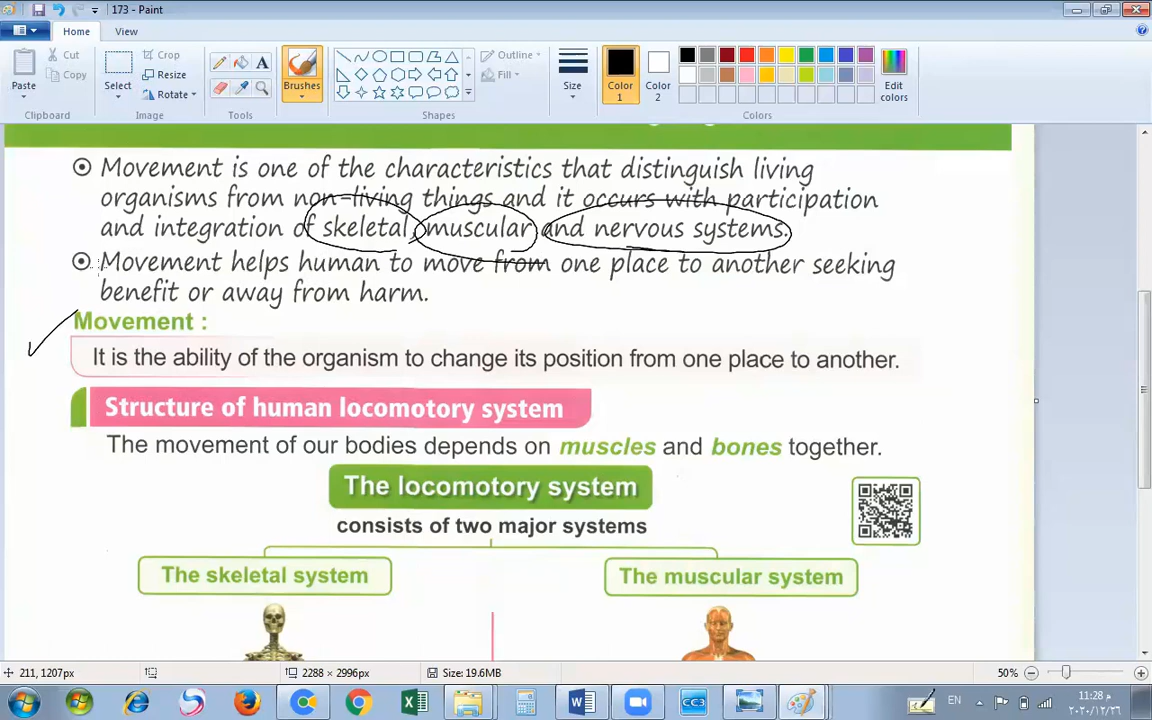 173 - Paint
Home
View
Paste
Cut
Copy
Clipboard
Select
Crop
Resize
Rotate
Image
A
Tools
Brushes
Shapes
Outline
Fill
Size
Color 1
Color 2
Edit colors
Colors
Movement is one of the characteristics that distinguish living
organisms from non-living things and it occurs with participation
and integration of skeletal, muscular and nervous systems.
Movement helps human to move from one place to another seeking
benefit or away from harm.
Movement :
It is the ability of the organism to change its position from one place to another.
Structure of human locomotory system
The movement of our bodies depends on muscles and bones together.
The locomotory system
consists of two major systems
The skeletal system
The muscular system
211, 1207px
2288 × 2996px
Size: 19.6MB
50%
CC3
EN
11:28 م
٢٠٢٠/١٢/٢٦